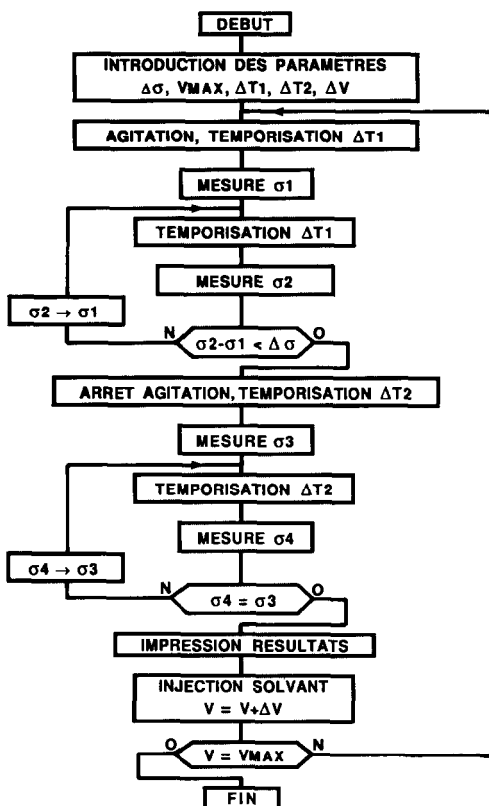 DEBUT
INTRODUCTION DES PARAMETRES
Δσ, VMAX, ΔT1, ΔT2, ΔV
AGITATION, TEMPORISATION ΔT1
MESURE σ1
TEMPORISATION ΔT1
MESURE σ2
σ2 → σ1
N
σ2-σ1 < Δσ
O
ARRET AGITATION, TEMPORISATION ΔT2
MESURE σ3
TEMPORISATION ΔT2
MESURE σ4
σ4 → σ3
N
σ4 = σ3
O
IMPRESSION RESULTATS
INJECTION SOLVANT
V = V+ΔV
O
V = VMAX
N
FIN